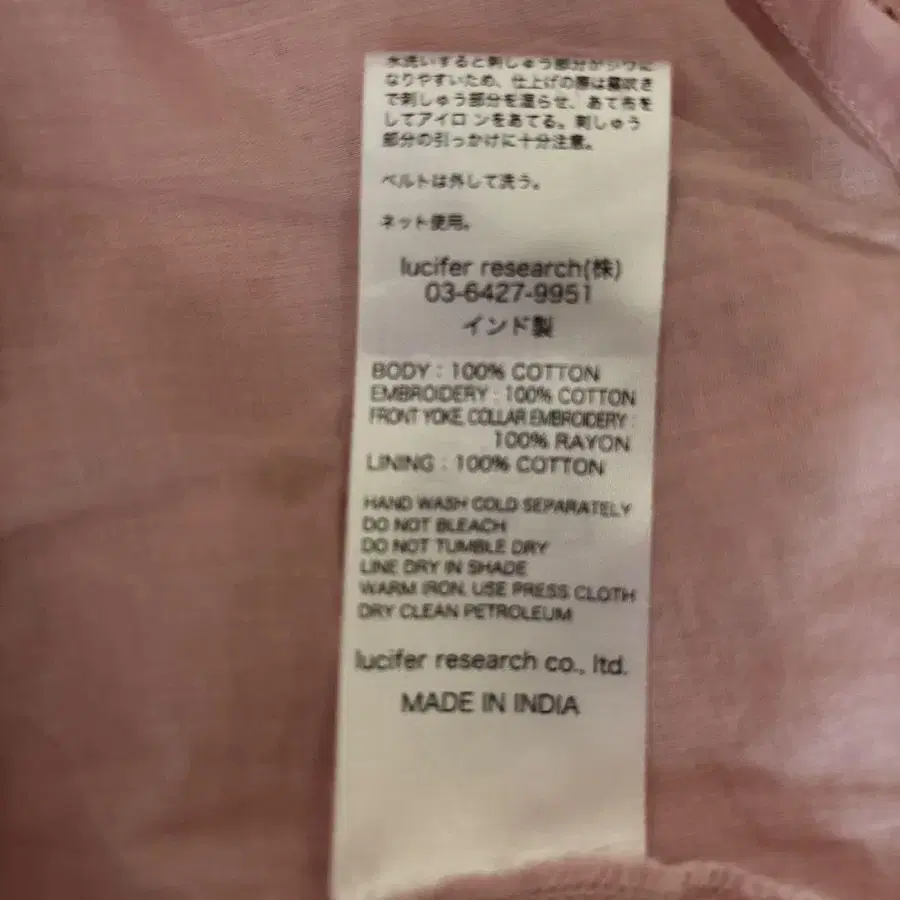 水洗いすると刺しゅう部分がシワに
なりやすいため、仕上げの際は霧吹き
で刺しゅう部分を湿らせ、あて布を
してアイロンをあてる。刺しゅう
部分の引っかけに十分注意。
ベルトは外して洗う。
ネット使用。
lucifer research(株)
03-6427-9951
インド製
BODY : 100% COTTON
EMBROIDERY : 100% COTTON
FRONT YOKE, COLLAR EMBROIDERY :
100% RAYON
LINING : 100% COTTON
HAND WASH COLD SEPARATELY
DO NOT BLEACH
DO NOT TUMBLE DRY
LINE DRY IN SHADE
WARM IRON, USE PRESS CLOTH
DRY CLEAN PETROLEUM
lucifer research co., ltd.
MADE IN INDIA